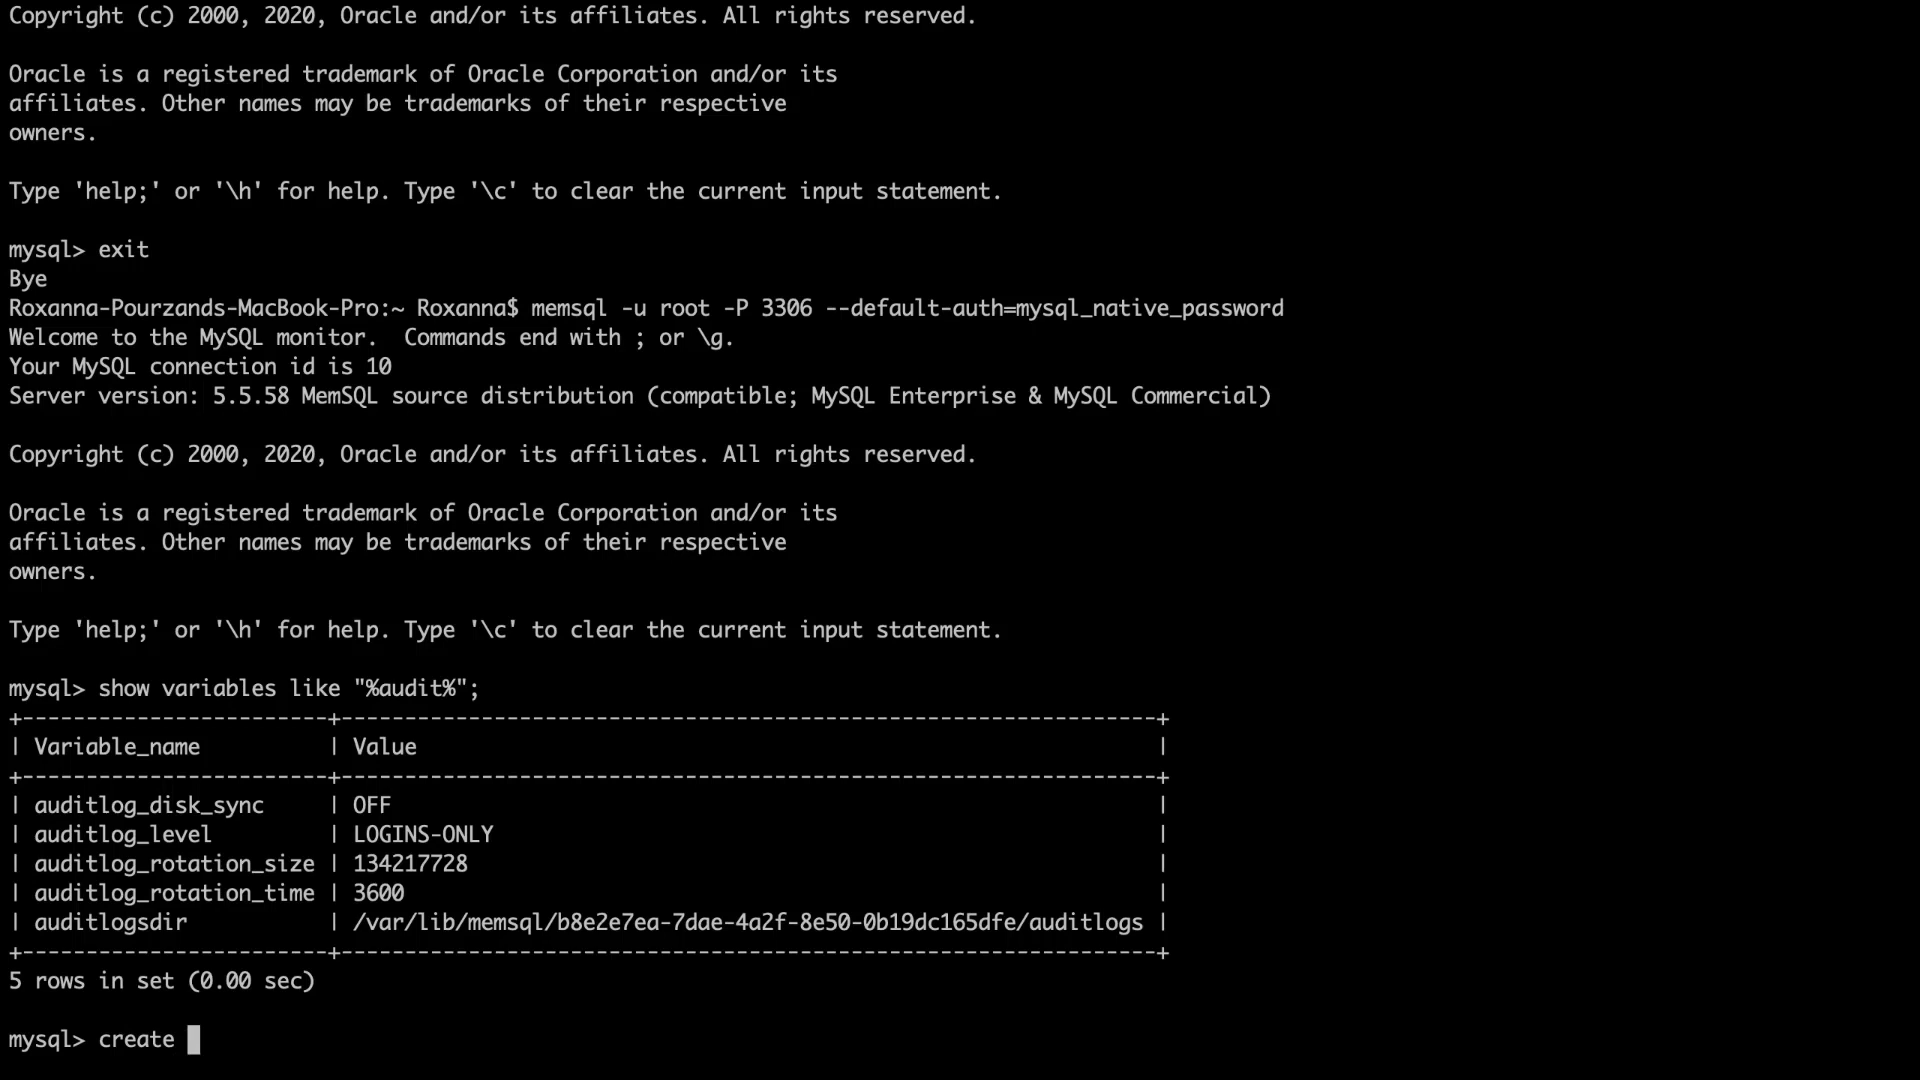 Copyright (c) 2000, 2020, Oracle and/or its affiliates. All rights reserved.

Oracle is a registered trademark of Oracle Corporation and/or its
affiliates. Other names may be trademarks of their respective
owners.

Type 'help;' or '\h' for help. Type '\c' to clear the current input statement.

mysql> exit
Bye
Roxanna-Pourzands-MacBook-Pro:~ Roxanna$ memsql -u root -P 3306 --default-auth=mysql_native_password
Welcome to the MySQL monitor.  Commands end with ; or \g.
Your MySQL connection id is 10
Server version: 5.5.58 MemSQL source distribution (compatible; MySQL Enterprise & MySQL Commercial)

Copyright (c) 2000, 2020, Oracle and/or its affiliates. All rights reserved.

Oracle is a registered trademark of Oracle Corporation and/or its
affiliates. Other names may be trademarks of their respective
owners.

Type 'help;' or '\h' for help. Type '\c' to clear the current input statement.

mysql> show variables like "%audit%";
+------------------------+----------------------------------------------------------------+
| Variable_name          | Value                                                          |
+------------------------+----------------------------------------------------------------+
| auditlog_disk_sync     | OFF                                                            |
| auditlog_level         | LOGINS-ONLY                                                    |
| auditlog_rotation_size | 134217728                                                      |
| auditlog_rotation_time | 3600                                                           |
| auditlogsdir           | /var/lib/memsql/b8e2e7ea-7dae-4a2f-8e50-0b19dc165dfe/auditlogs |
+------------------------+----------------------------------------------------------------+
5 rows in set (0.00 sec)

mysql> create